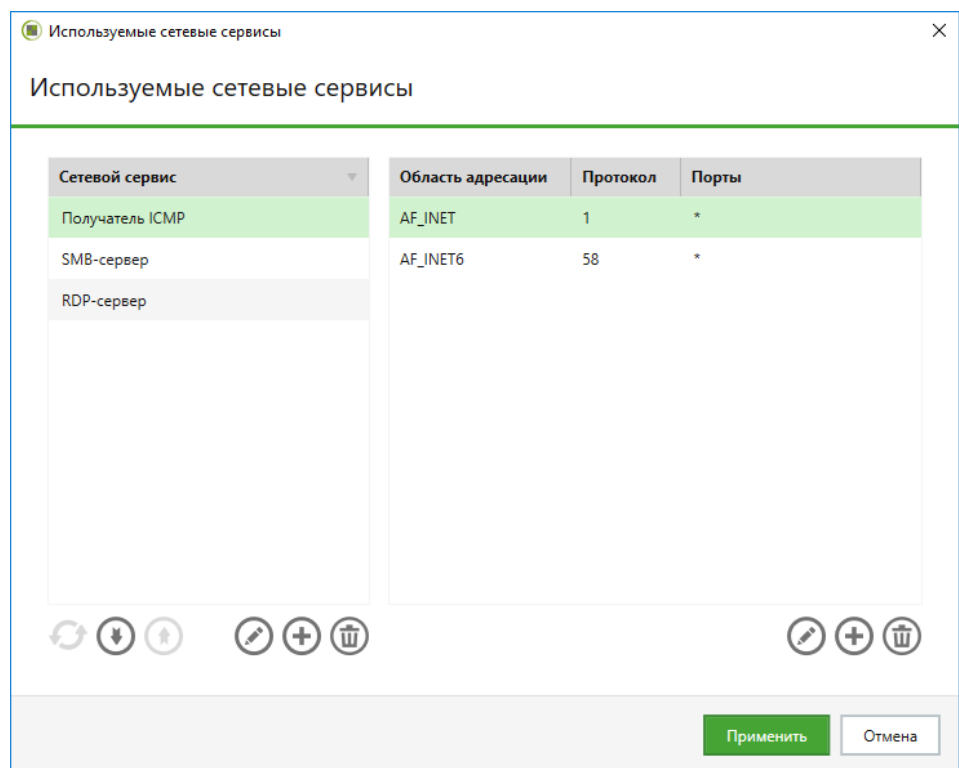 Используемые сетевые сервисы
Используемые сетевые сервисы
Сетевой сервис
Получатель ICMP
SMB-сервер
RDP-сервер
Область адресации Протокол Порты
AF_INET 1 *
AF_INET6 58 *
Применить Отмена